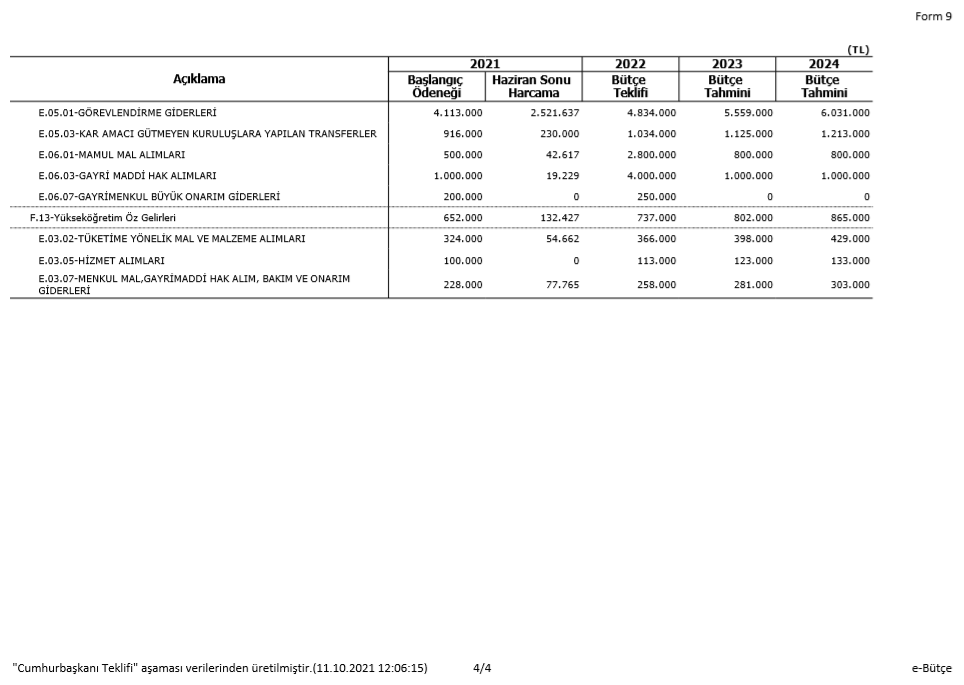 Form 9
(TL)
Açıklama 2021 2022 2023 2024
Başlangıç Ödeneği Haziran Sonu Harcama Bütçe Teklifi Bütçe Tahmini Bütçe Tahmini
E.05.01-GÖREVLENDİRME GİDERLERİ 4.113.000 2.521.637 4.834.000 5.559.000 6.031.000
E.05.03-KAR AMACI GÜTMEYEN KURULUŞLARA YAPILAN TRANSFERLER 916.000 230.000 1.034.000 1.125.000 1.213.000
E.06.01-MAMUL MAL ALIMLARI 500.000 42.617 2.800.000 800.000 800.000
E.06.03-GAYRİ MADDİ HAK ALIMLARI 1.000.000 19.229 4.000.000 1.000.000 1.000.000
E.06.07-GAYRİMENKUL BÜYÜK ONARIM GİDERLERİ 200.000 0 250.000 0 0
F.13-Yükseköğretim Öz Gelirleri 652.000 132.427 737.000 802.000 865.000
E.03.02-TÜKETİME YÖNELİK MAL VE MALZEME ALIMLARI 324.000 54.662 366.000 398.000 429.000
E.03.05-HİZMET ALIMLARI 100.000 0 113.000 123.000 133.000
E.03.07-MENKUL MAL,GAYRİMADDİ HAK ALIM, BAKIM VE ONARIM
GİDERLERİ 228.000 77.765 258.000 281.000 303.000
"Cumhurbaşkanı Teklifi" aşaması verilerinden üretilmiştir.(11.10.2021 12:06:15) 4/4 e-Bütçe